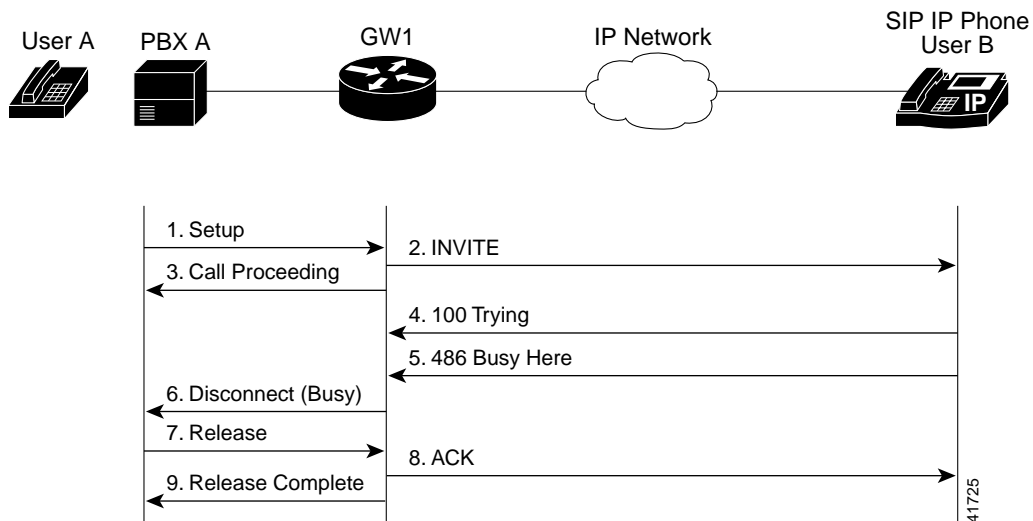 User A
PBX A
GW1
IP Network
SIP IP Phone
User B
IP
1. Setup
2. INVITE
3. Call Proceeding
4. 100 Trying
5. 486 Busy Here
6. Disconnect (Busy)
7. Release
8. ACK
9. Release Complete
41725